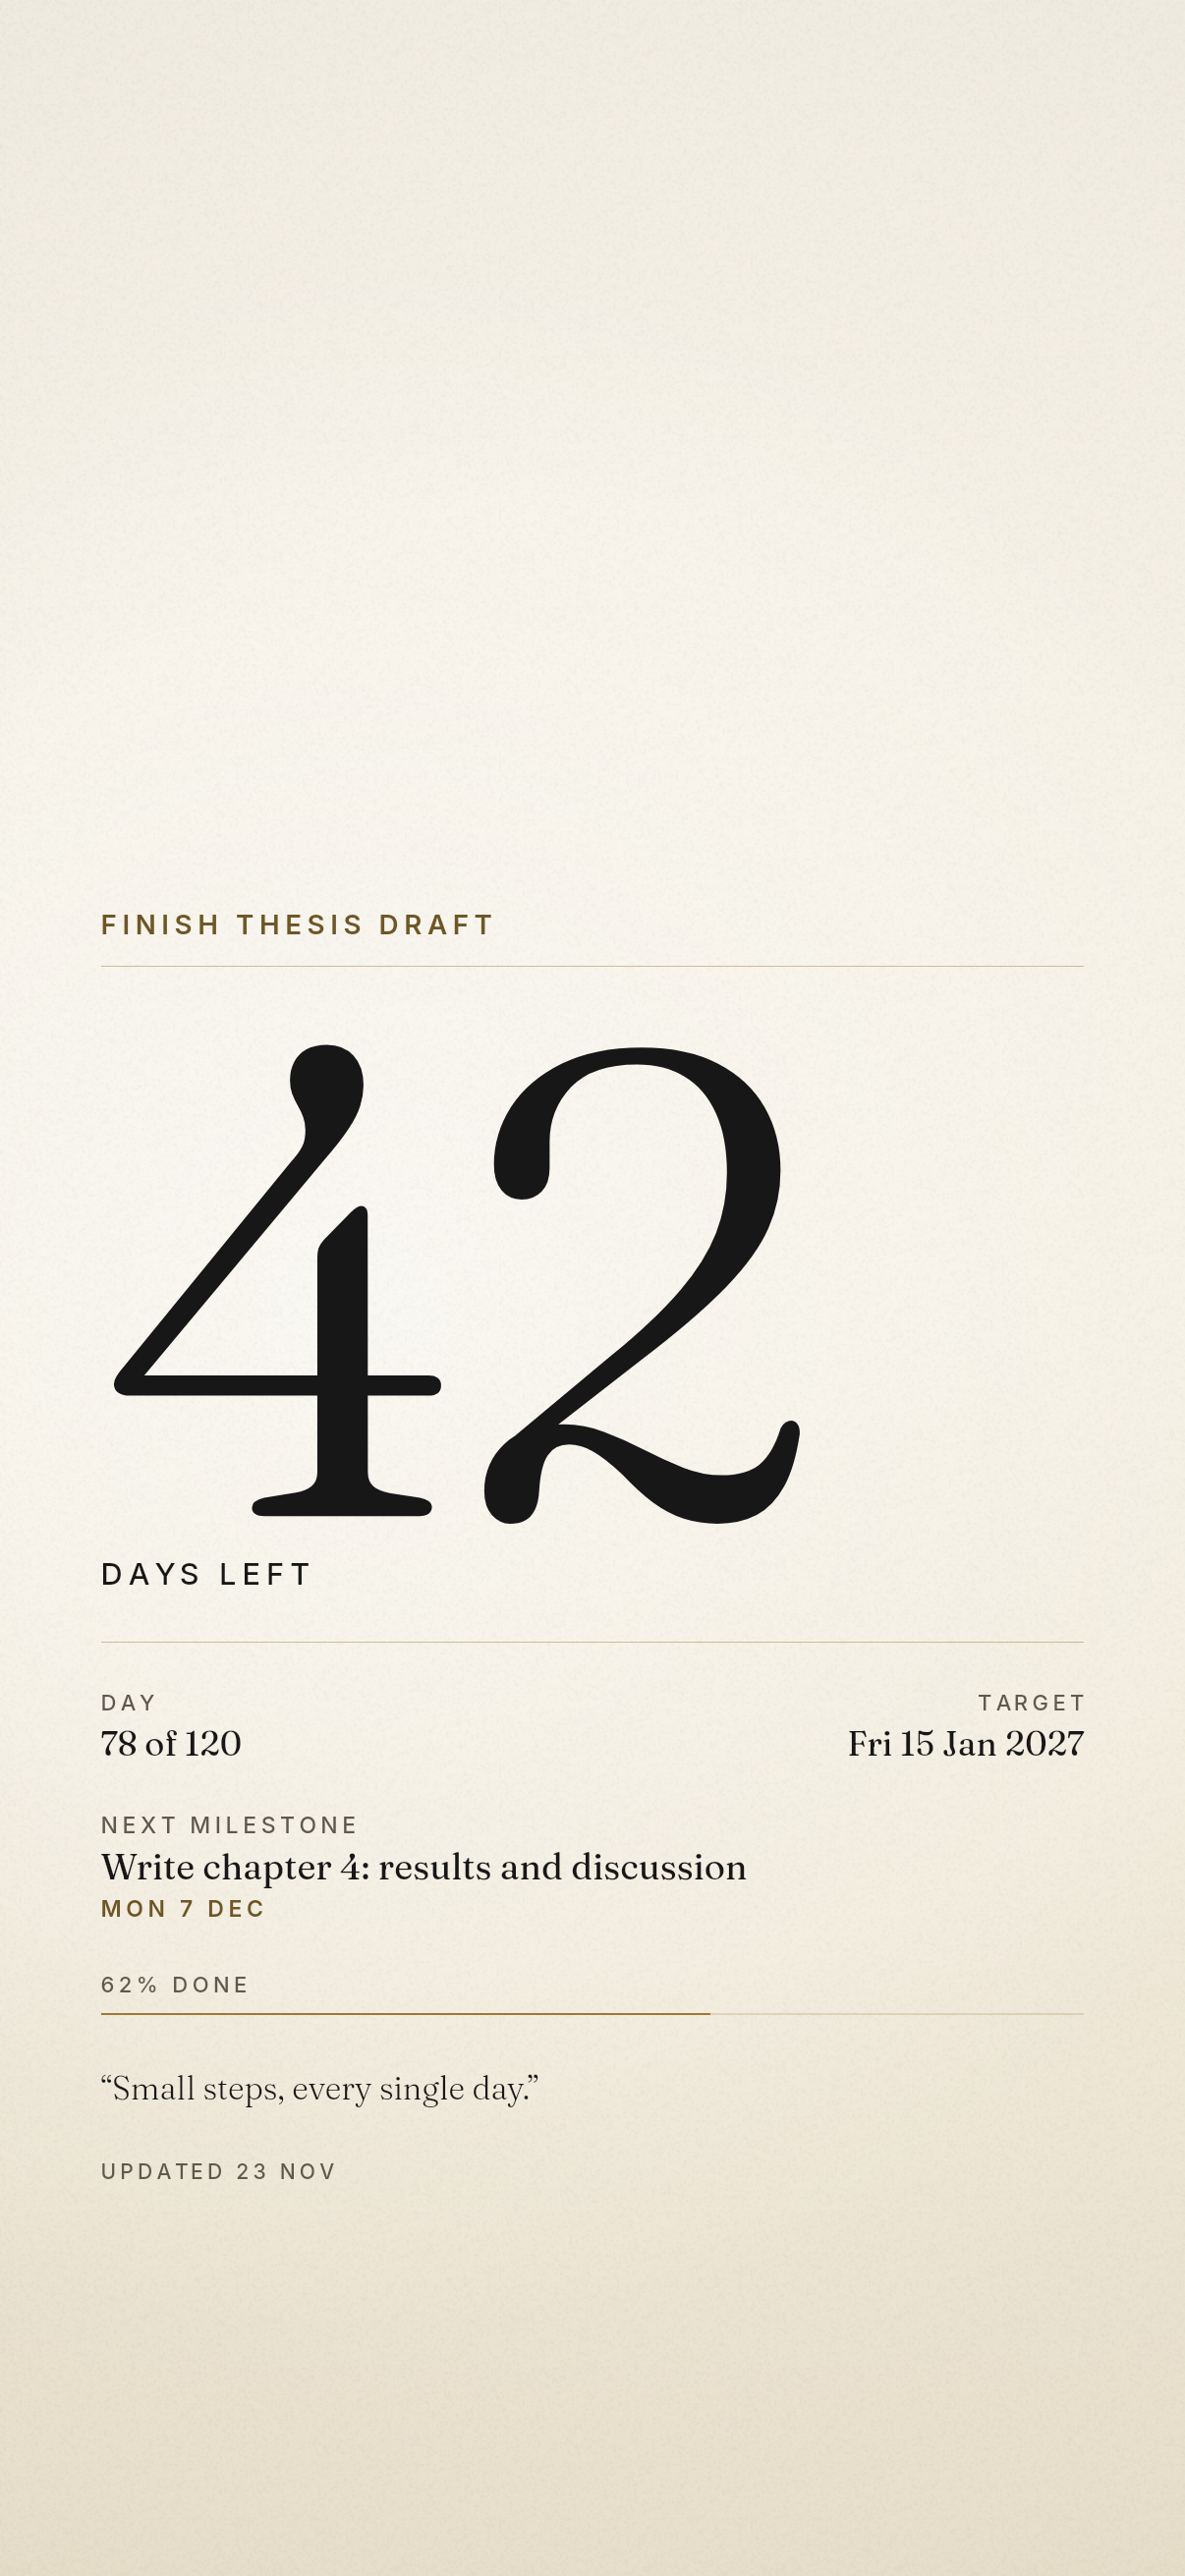 FINISH THESIS DRAFT
42
DAYS LEFT
DAY
78 of 120
TARGET
Fri 15 Jan 2027
NEXT MILESTONE
Write chapter 4: results and discussion
MON 7 DEC
62% DONE
“Small steps, every single day.”
UPDATED 23 NOV